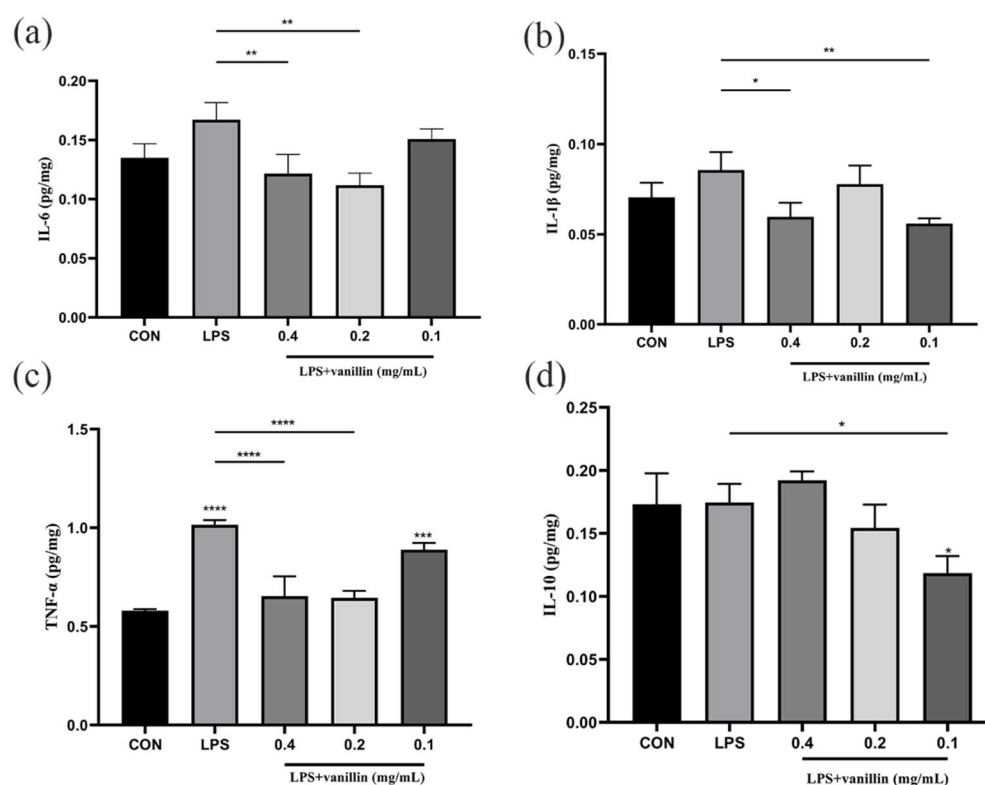 (a)
**
**
IL-6 (pg/mg)
0.20
0.15
0.10
0.05
0.00
CON LPS 0.4 0.2 0.1
LPS+vanillin (mg/mL)
(b)
**
*
IL-1β (pg/mg)
0.15
0.10
0.05
0.00
CON LPS 0.4 0.2 0.1
LPS+vanillin (mg/mL)
(c)
****
****
****
***
TNF-α (pg/mg)
1.5
1.0
0.5
0.0
CON LPS 0.4 0.2 0.1
LPS+vanillin (mg/mL)
(d)
*
*
IL-10 (pg/mg)
0.25
0.20
0.15
0.10
0.05
0.00
CON LPS 0.4 0.2 0.1
LPS+vanillin (mg/mL)